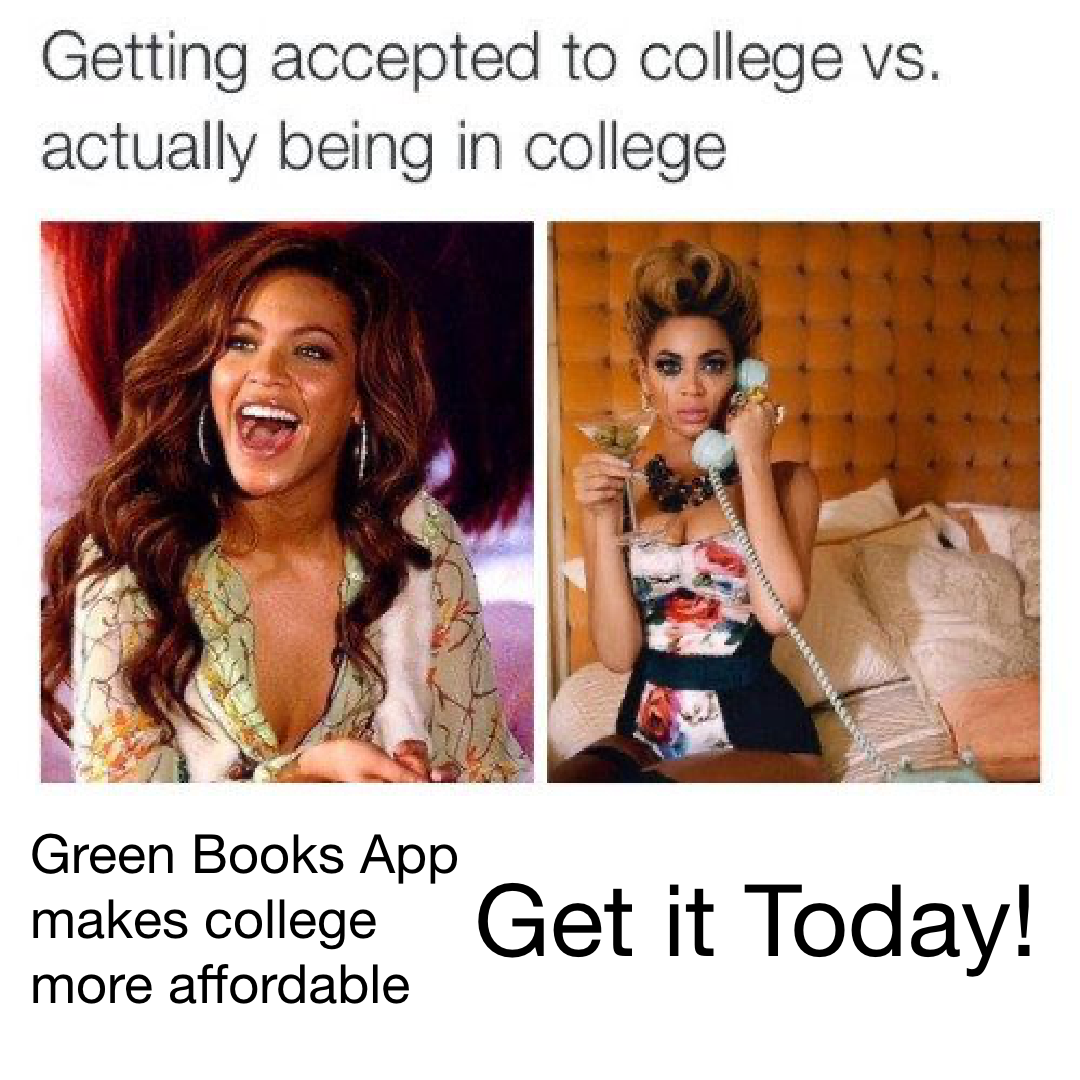 Getting accepted to college vs.
actually being in college
Green Books App
makes college
more affordable
Get it Today!